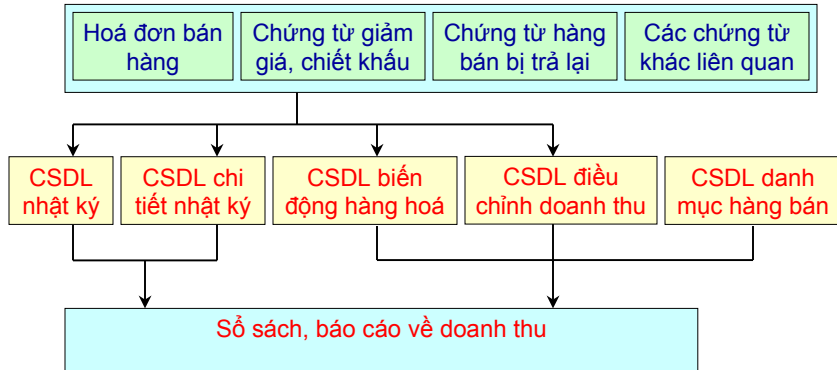 Hoá đơn bán
hàng
Chứng từ giảm
giá, chiết khấu
Chứng từ hàng
bán bị trả lại
Các chứng từ
khác liên quan
CSDL
nhật ký
CSDL chi
tiết nhật ký
CSDL biến
động hàng hoá
CSDL điều
chỉnh doanh thu
CSDL danh
mục hàng bán
Sổ sách, báo cáo về doanh thu